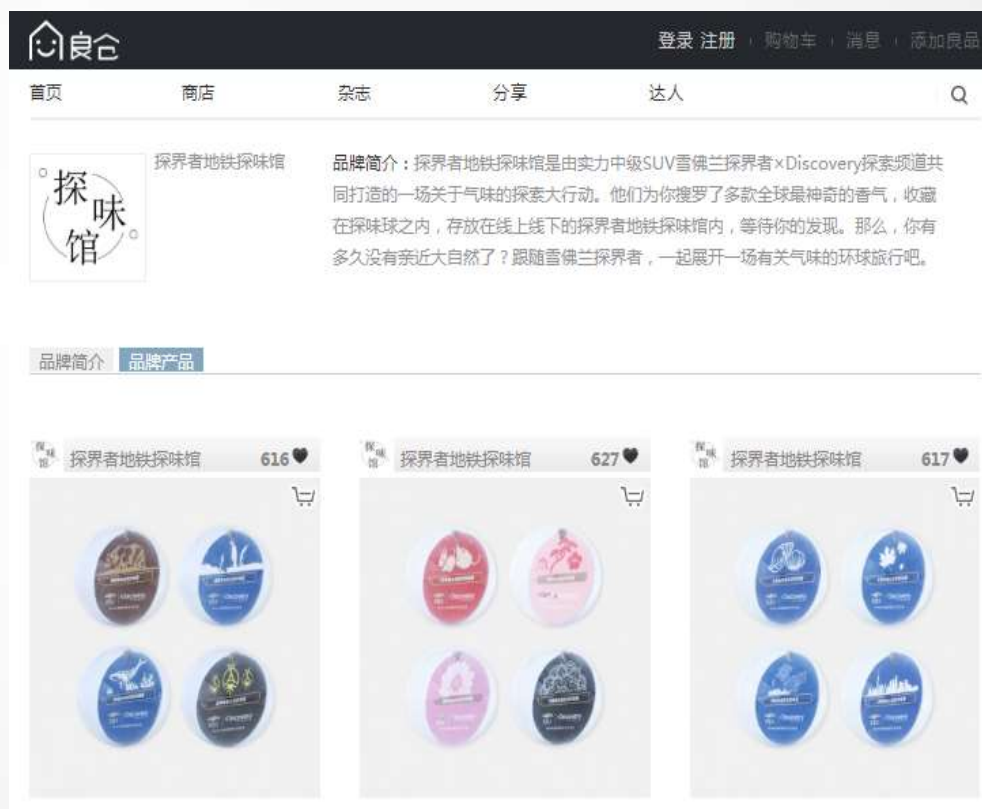 良仓
登录 注册 购物车 消息 添加良品
首页 商店 杂志 分享 达人
探味馆
探界者地铁探味馆
品牌简介：探界者地铁探味馆是由实力中级SUV雪佛兰探界者×Discovery探索频道共
同打造的一场关于气味的探索大行动。他们为你搜罗了多款全球最神奇的香气，收藏
在探味球之内，存放在线上线下的探界者地铁探味馆内，等待你的发现。那么，你有
多久没有亲近大自然了？跟随雪佛兰探界者，一起展开一场有关气味的环球旅行吧。
品牌简介 品牌产品
探味馆 探界者地铁探味馆 616
探味馆 探界者地铁探味馆 627
探味馆 探界者地铁探味馆 617